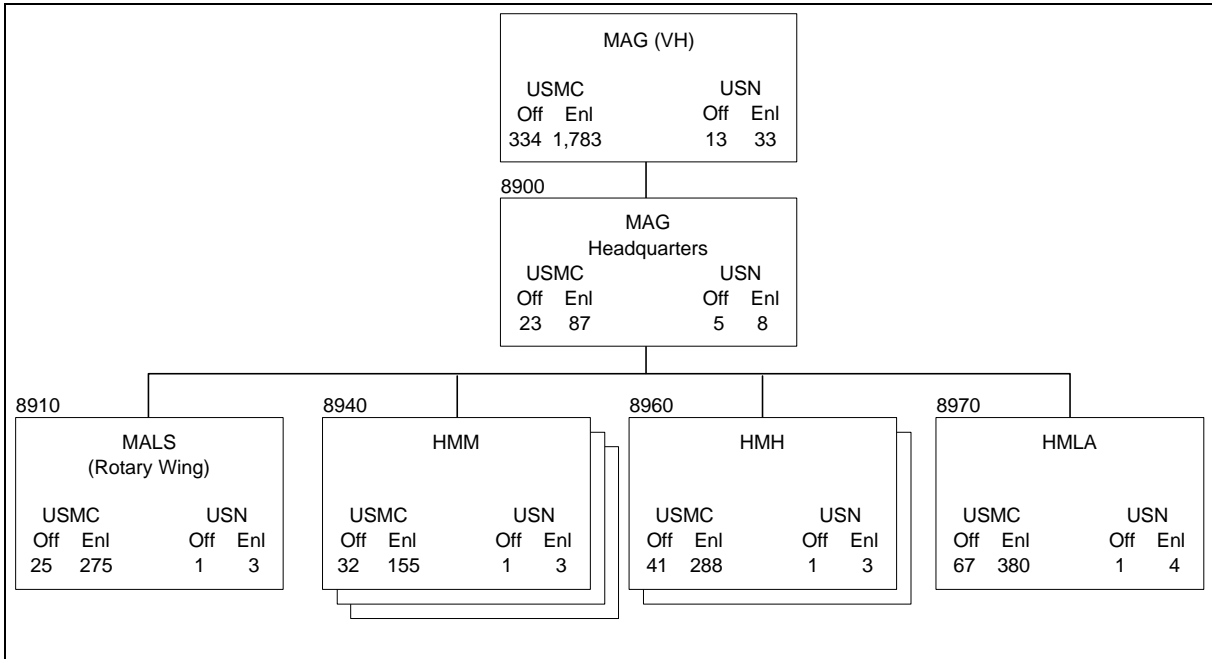 MAG (VH)
USMC USN
Off Enl Off Enl
334 1,783 13 33
8900
MAG
Headquarters
USMC USN
Off Enl Off Enl
23 87 5 8
8910 8940 8960 8970
MALS HMM HMH HMLA
(Rotary Wing)
USMC USN USMC USN USMC USN USMC USN
Off Enl Off Enl Off Enl Off Enl Off Enl Off Enl Off Enl Off Enl
25 275 1 3 32 155 1 3 41 288 1 3 67 380 1 4